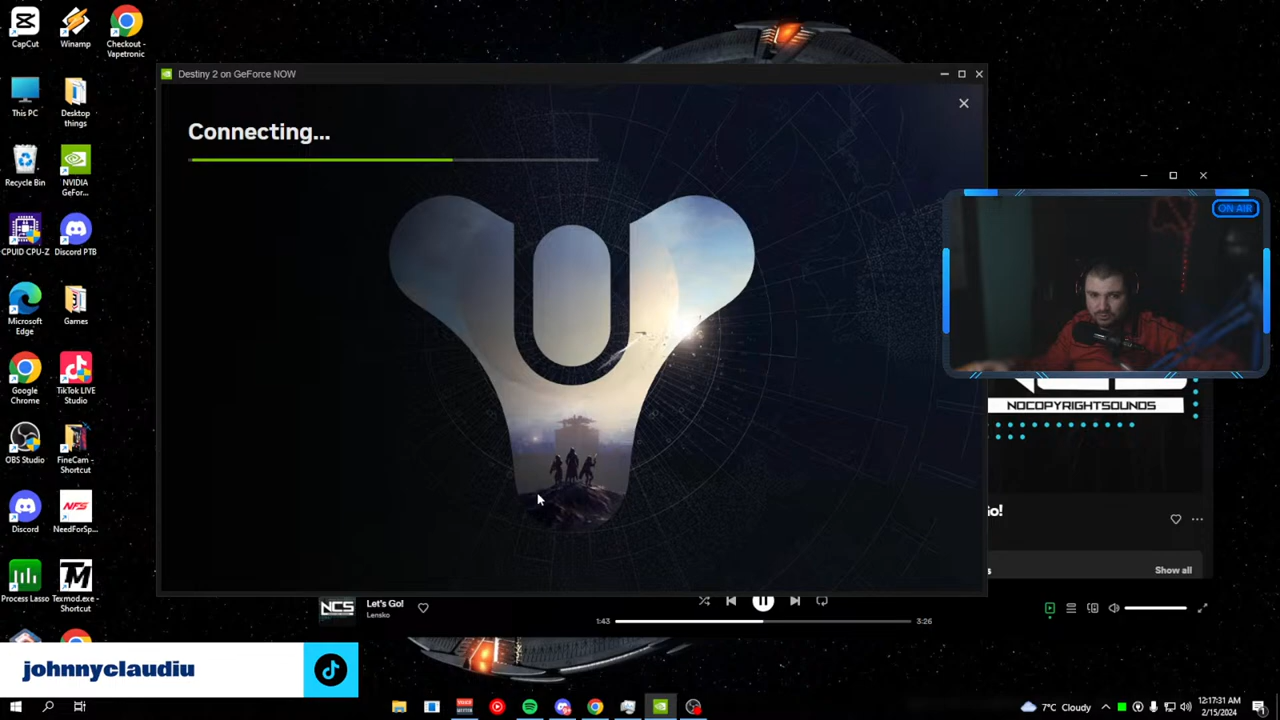 CapCut
Winamp
Checkout -
Vapetronic
This PC
Desktop
things
Recycle Bin
NVIDIA
GeFor...
CPUID CPU-Z
Discord PTB
Microsoft
Edge
Games
Google
Chrome
TikTok LIVE
Studio
OBS Studio
FineCam -
Shortcut
Discord
NFS
NeedForSp...
Process Lasso
Texmod.exe -
Shortcut
Destiny 2 on GeForce NOW
Connecting...
ON AIR
NOCOPYRIGHTSOUNDS
Go!
Show all
NCS
Let's Go!
Lensko
1:43
3:26
johnnyclaudiu
7°C Cloudy
12:17:31 AM
2/15/2024